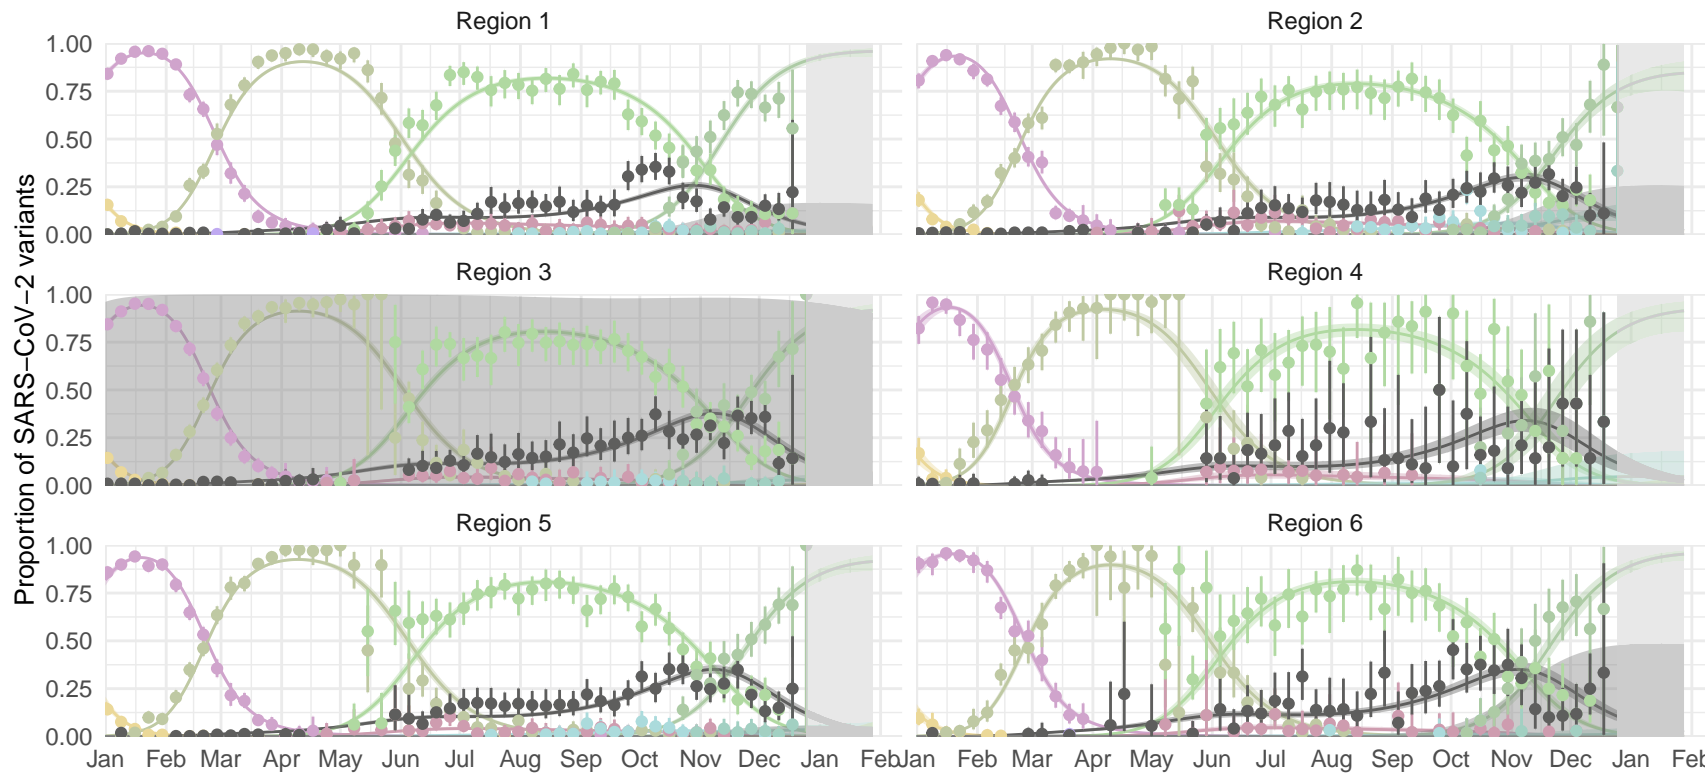 Region 1
Region 2
1.00
0.75
0.50
0.25
0.00
Region 3
Region 4
1.00
0.75
0.50
0.25
0.00
Region 5
Region 6
1.00
0.75
0.50
0.25
0.00
Jan Feb Mar Apr May Jun Jul Aug Sep Oct Nov Dec Jan Feb
Jan Feb Mar Apr May Jun Jul Aug Sep Oct Nov Dec Jan Feb
Proportion of SARS−CoV−2 variants